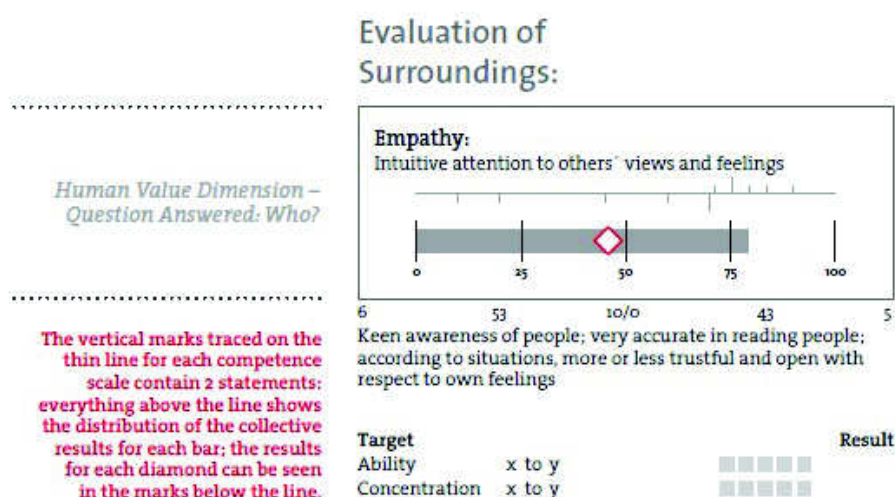 Evaluation of
Surroundings:
Human Value Dimension –
Question Answered: Who?
Empathy:
Intuitive attention to others´ views and feelings
0 25 50 75 100
6 53 10/0 43 5
Keen awareness of people; very accurate in reading people;
according to situations, more or less trustful and open with
respect to own feelings
The vertical marks traced on the
thin line for each competence
scale contain 2 statements:
everything above the line shows
the distribution of the collective
results for each bar; the results
for each diamond can be seen
in the marks below the line.
Target Result
Ability x to y
Concentration x to y